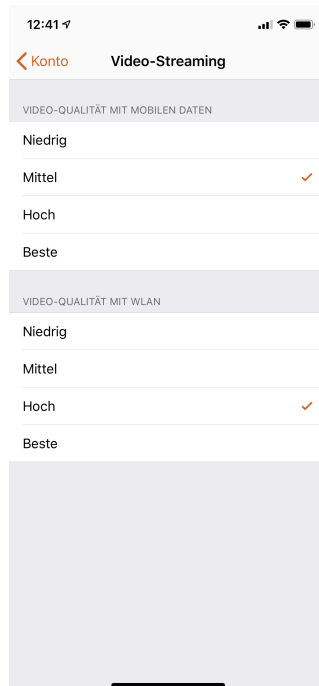 12:41
Konto Video-Streaming
VIDEO-QUALITÄT MIT MOBILEN DATEN
Niedrig
Mittel
Hoch
Beste
VIDEO-QUALITÄT MIT WLAN
Niedrig
Mittel
Hoch
Beste